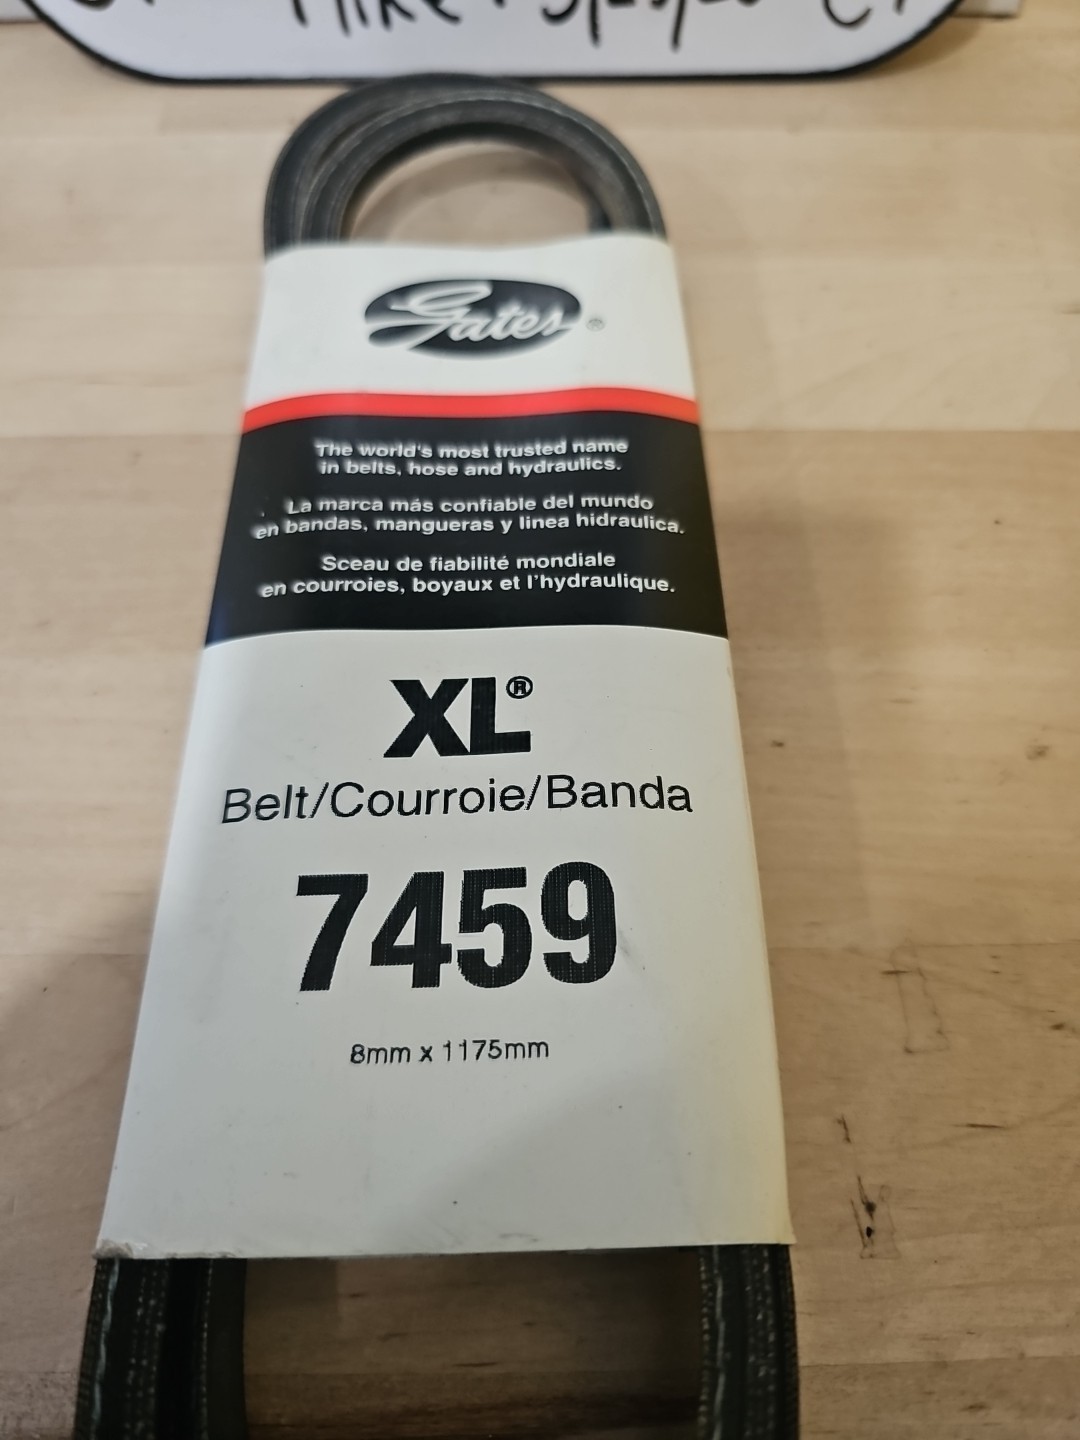 Gates®
The world's most trusted name
in belts, hose and hydraulics.
La marca más confiable del mundo
en bandas, mangueras y linea hidraulica.
Sceau de fiabilité mondiale
en courroies, boyaux et l'hydraulique.
XL®
Belt/Courroie/Banda
7459
8mm x 1175mm